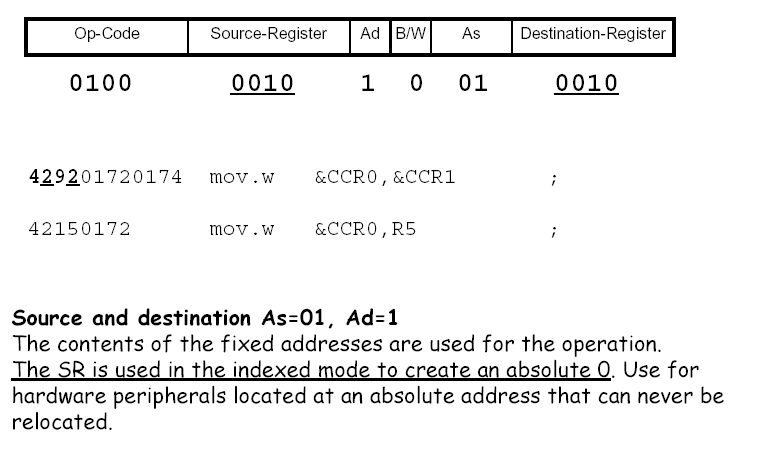 Op-Code Source-Register Ad B/W As Destination-Register
0100 0010 1 0 01 0010
429201720174 mov.w &CCR0,&CCR1 ;
42150172 mov.w &CCR0,R5 ;
Source and destination As=01, Ad=1
The contents of the fixed addresses are used for the operation.
The SR is used in the indexed mode to create an absolute 0. Use for
hardware peripherals located at an absolute address that can never be
relocated.